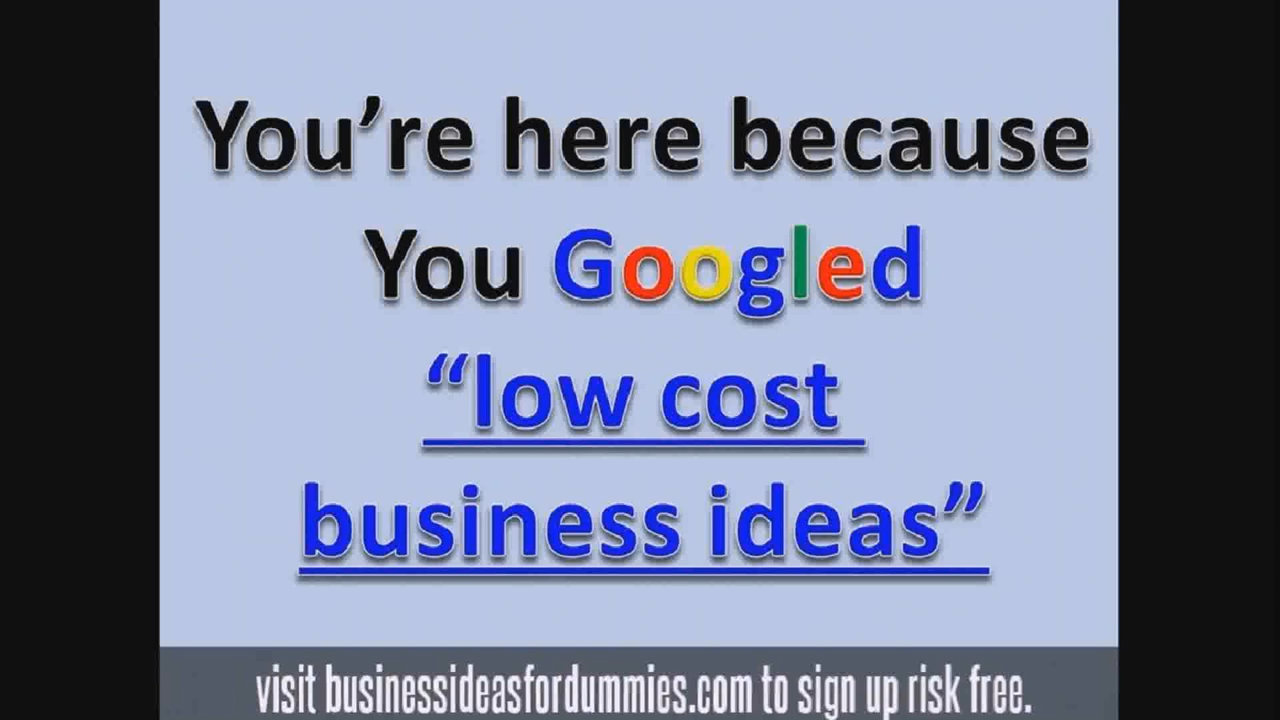 You’re here because
You Googled
“low cost
business ideas”
visit businessideasfordummies.com to sign up risk free.